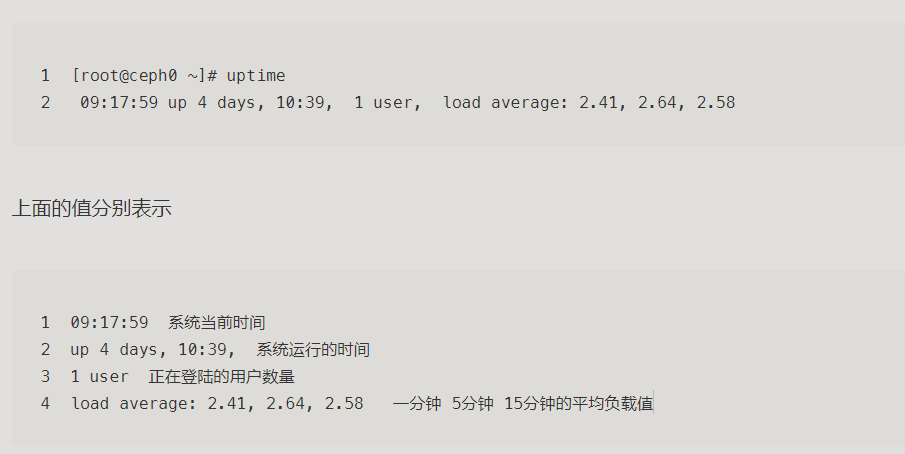 1 [root@ceph0 ~]# uptime
2  09:17:59 up 4 days, 10:39,  1 user,  load average: 2.41, 2.64, 2.58
上面的值分别表示
1 09:17:59  系统当前时间
2 up 4 days, 10:39,  系统运行的时间
3 1 user  正在登陆的用户数量
4 load average: 2.41, 2.64, 2.58   一分钟 5分钟 15分钟的平均负载值